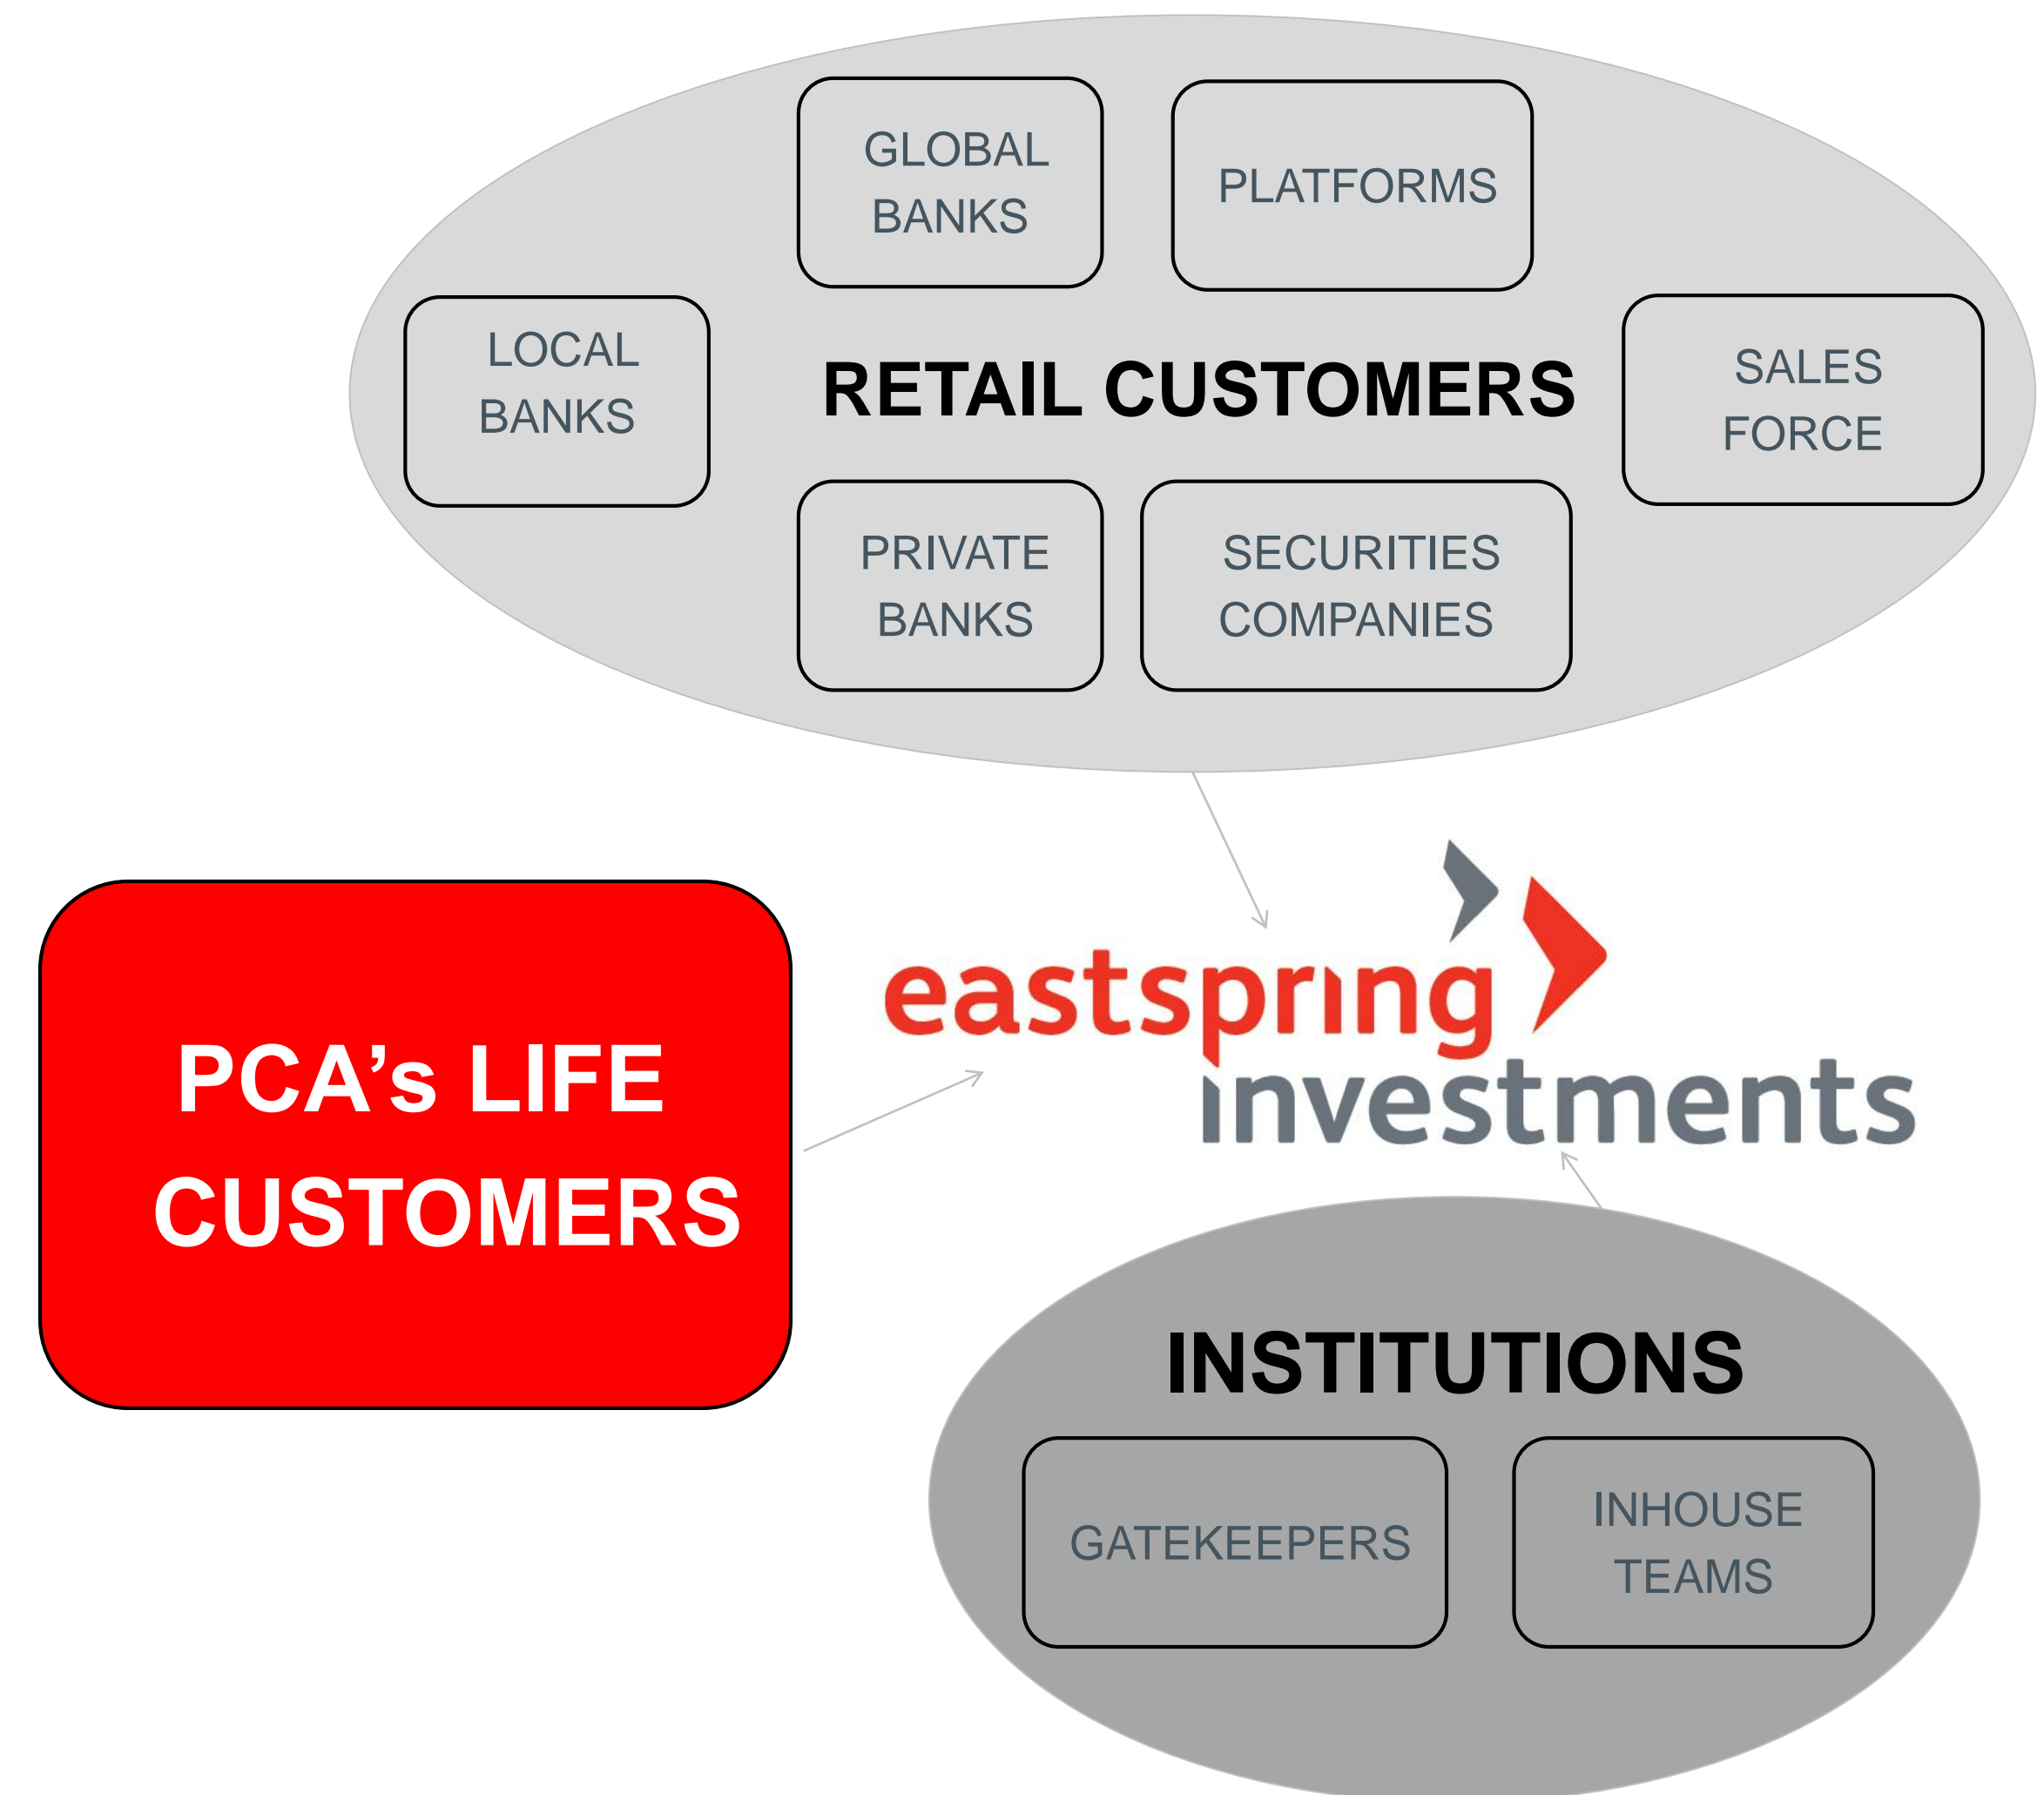 GLOBAL
BANKS
PLATFORMS
LOCAL
BANKS
RETAIL CUSTOMERS
SALES
FORCE
PRIVATE
BANKS
SECURITIES
COMPANIES
eastspring
investments
PCA’s LIFE
CUSTOMERS
INSTITUTIONS
GATEKEEPERS
INHOUSE
TEAMS